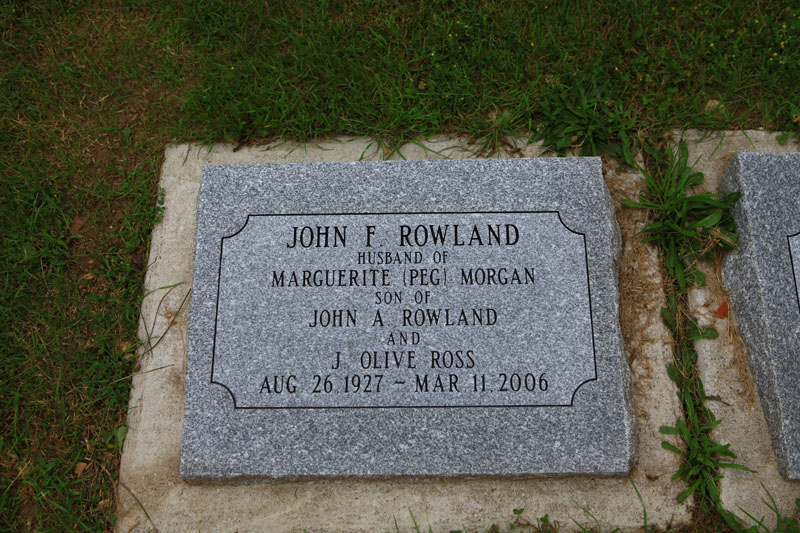 JOHN F. ROWLAND
HUSBAND OF
MARGUERITE (PEG) MORGAN
SON OF
JOHN A. ROWLAND
AND
J. OLIVE ROSS
AUG 26.1927 - MAR 11.2006